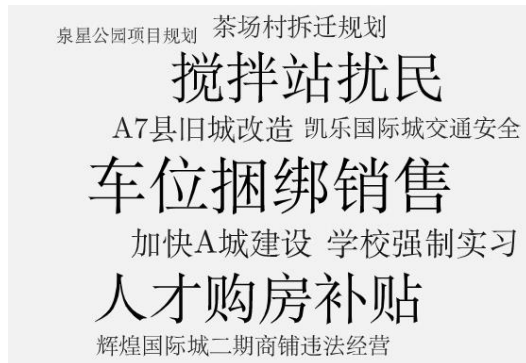 泉星公园项目规划 茶场村拆迁规划
搅拌站扰民
A7县旧城改造 凯乐国际城交通安全
车位捆绑销售
加快A城建设 学校强制实习
人才购房补贴
辉煌国际城二期商铺违法经营